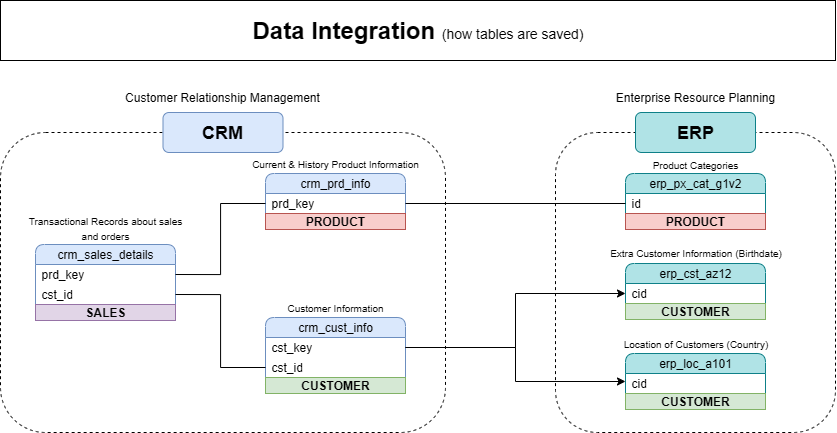 Data Integration (how tables are saved)
Customer Relationship Management
CRM
Enterprise Resource Planning
ERP
Current & History Product Information
crm_prd_info
prd_key
PRODUCT
Product Categories
erp_px_cat_g1v2
id
PRODUCT
Transactional Records about sales
and orders
crm_sales_details
prd_key
cst_id
SALES
Extra Customer Information (Birthdate)
erp_cst_az12
cid
CUSTOMER
Customer Information
crm_cust_info
cst_key
cst_id
CUSTOMER
Location of Customers (Country)
erp_loc_a101
cid
CUSTOMER